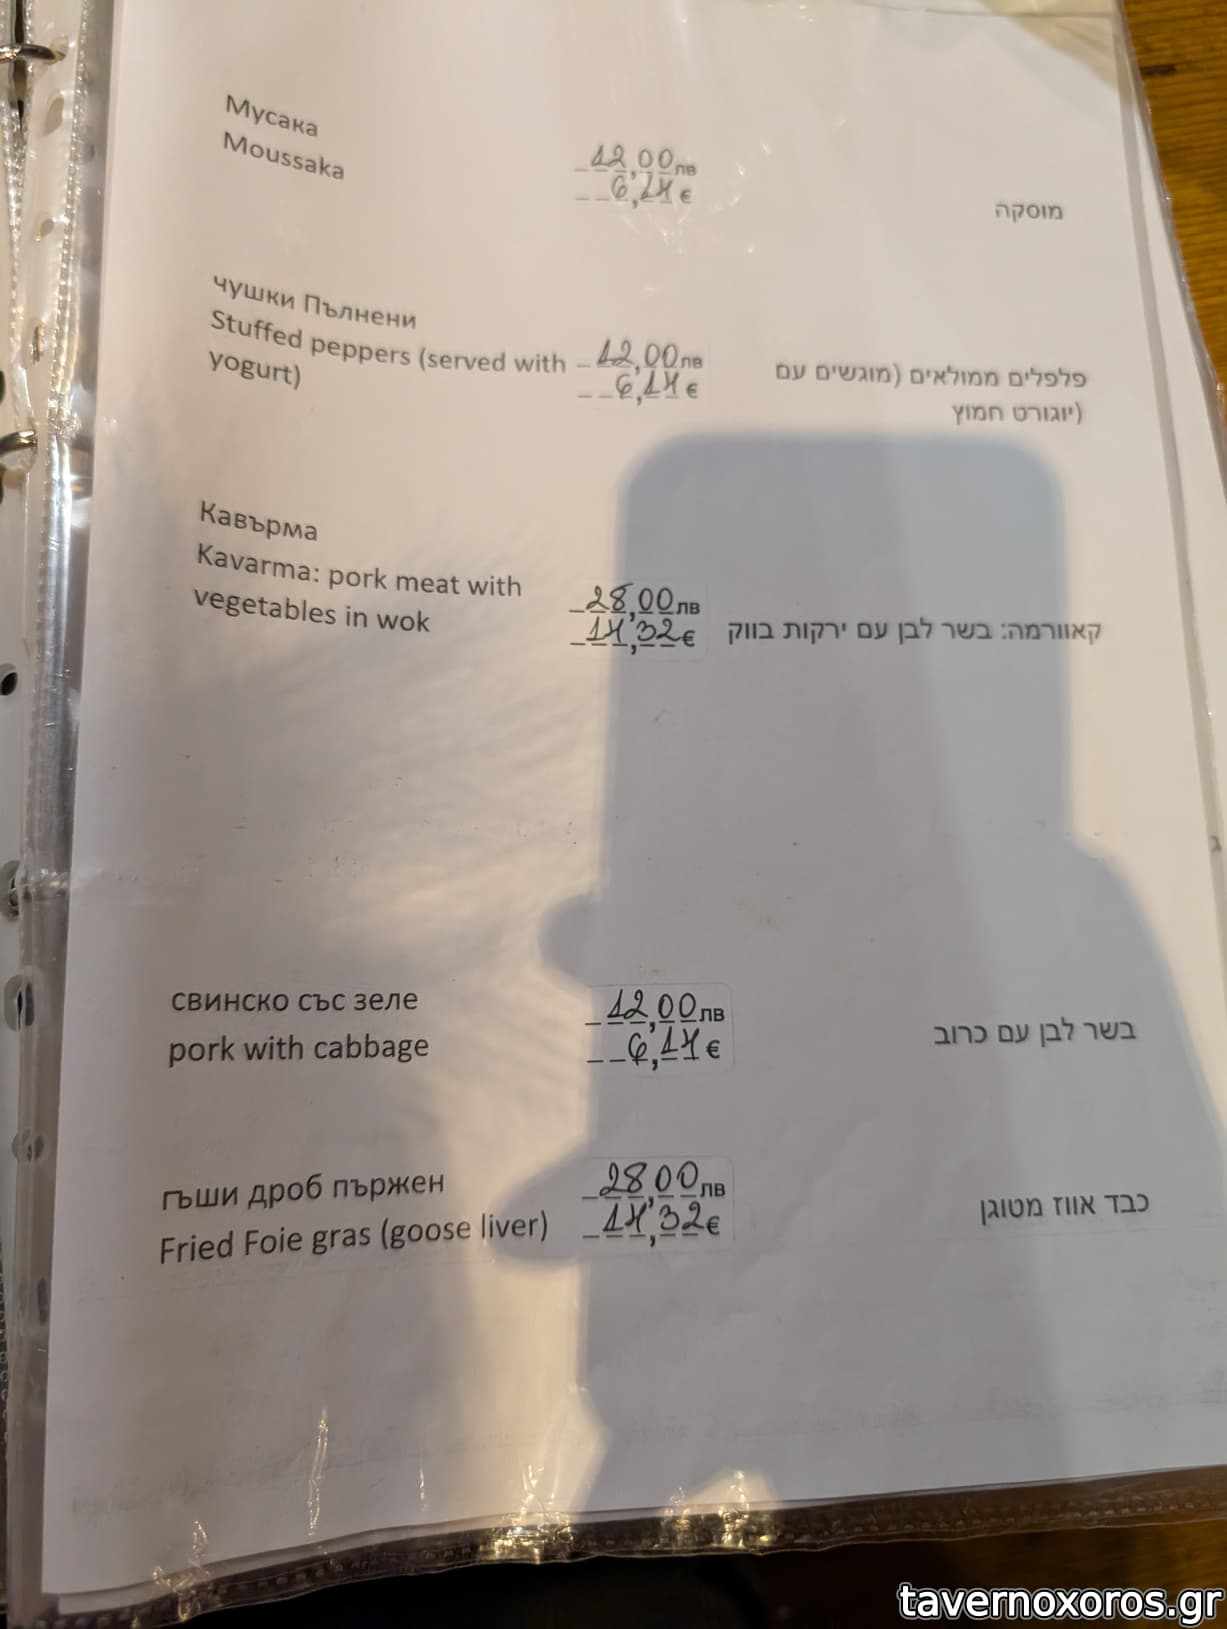 Мусака
Moussaka
12,00лв
6,14€
מוסקה
чушки Пълнени
Stuffed peppers (served with
yogurt)
12,00лв
6,14€
פלפלים ממולאים (מוגשים עם
יוגורט חמוץ)
Кавърма
Kavarma: pork meat with
vegetables in wok
28,00лв
14,32€
קאוורמה: בשר לבן עם ירקות בווק
свинско със зеле
pork with cabbage
12,00лв
6,14€
בשר לבן עם כרוב
гъши дроб пържен
Fried Foie gras (goose liver)
28,00лв
14,32€
כבד אווז מטוגן
tavernoxoros.gr